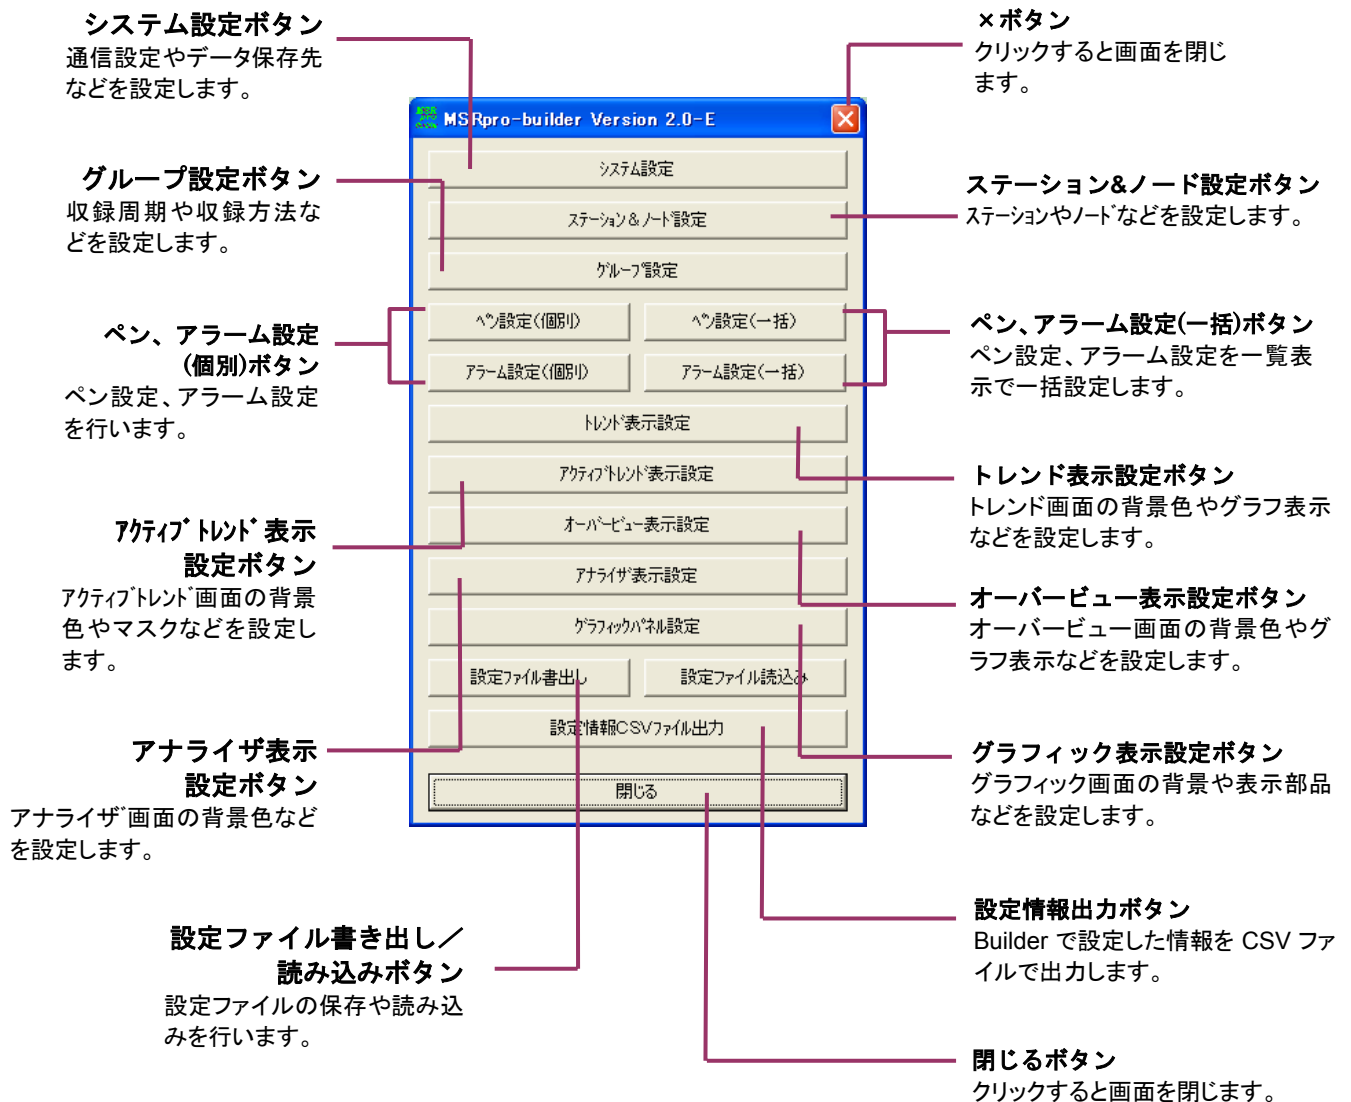 システム設定ボタン
通信設定やデータ保存先
などを設定します。
グループ設定ボタン
収録周期や収録方法な
どを設定します。
ペン、アラーム設定
(個別)ボタン
ペン設定、アラーム設定
を行います。
ｱｸﾃｨﾌﾞﾄﾚﾝﾄﾞ表示
設定ボタン
ｱｸﾃｨﾌﾞﾄﾚﾝﾄﾞ画面の背景
色やマスクなどを設定し
ます。
アナライザ表示
設定ボタン
アナライザ画面の背景色など
を設定します。
設定ファイル書き出し／
読み込みボタン
設定ファイルの保存や読み込
みを行います。
MSRpro-builder Version 2.0-E
ｼｽﾃﾑ設定
ｽﾃｰｼｮﾝ&ﾉｰﾄﾞ設定
ｸﾞﾙｰﾌﾟ設定
ﾍﾟﾝ設定(個別)
ﾍﾟﾝ設定(一括)
ｱﾗｰﾑ設定(個別)
ｱﾗｰﾑ設定(一括)
ﾄﾚﾝﾄﾞ表示設定
ｱｸﾃｨﾌﾞﾄﾚﾝﾄﾞ表示設定
ｵｰﾊﾞｰﾋﾞｭｰ表示設定
ｱﾅﾗｲｻﾞ表示設定
ｸﾞﾗﾌｨｯｸﾊﾟﾈﾙ設定
設定ﾌｧｲﾙ書出し
設定ﾌｧｲﾙ読込み
設定情報CSVﾌｧｲﾙ出力
閉じる
×ボタン
クリックすると画面を閉じ
ます。
ステーション&ノード設定ボタン
ｽﾃｰｼｮﾝやﾉｰﾄﾞなどを設定します。
ペン、アラーム設定(一括)ボタン
ペン設定、アラーム設定を一覧表
示で一括設定します。
トレンド表示設定ボタン
トレンド画面の背景色やグラフ表示
などを設定します。
オーバービュー表示設定ボタン
オーバービュー画面の背景色やグ
ラフ表示などを設定します。
グラフィック表示設定ボタン
グラフィック画面の背景や表示部品
などを設定します。
設定情報出力ボタン
Builder で設定した情報を CSV ファ
イルで出力します。
閉じるボタン
クリックすると画面を閉じます。